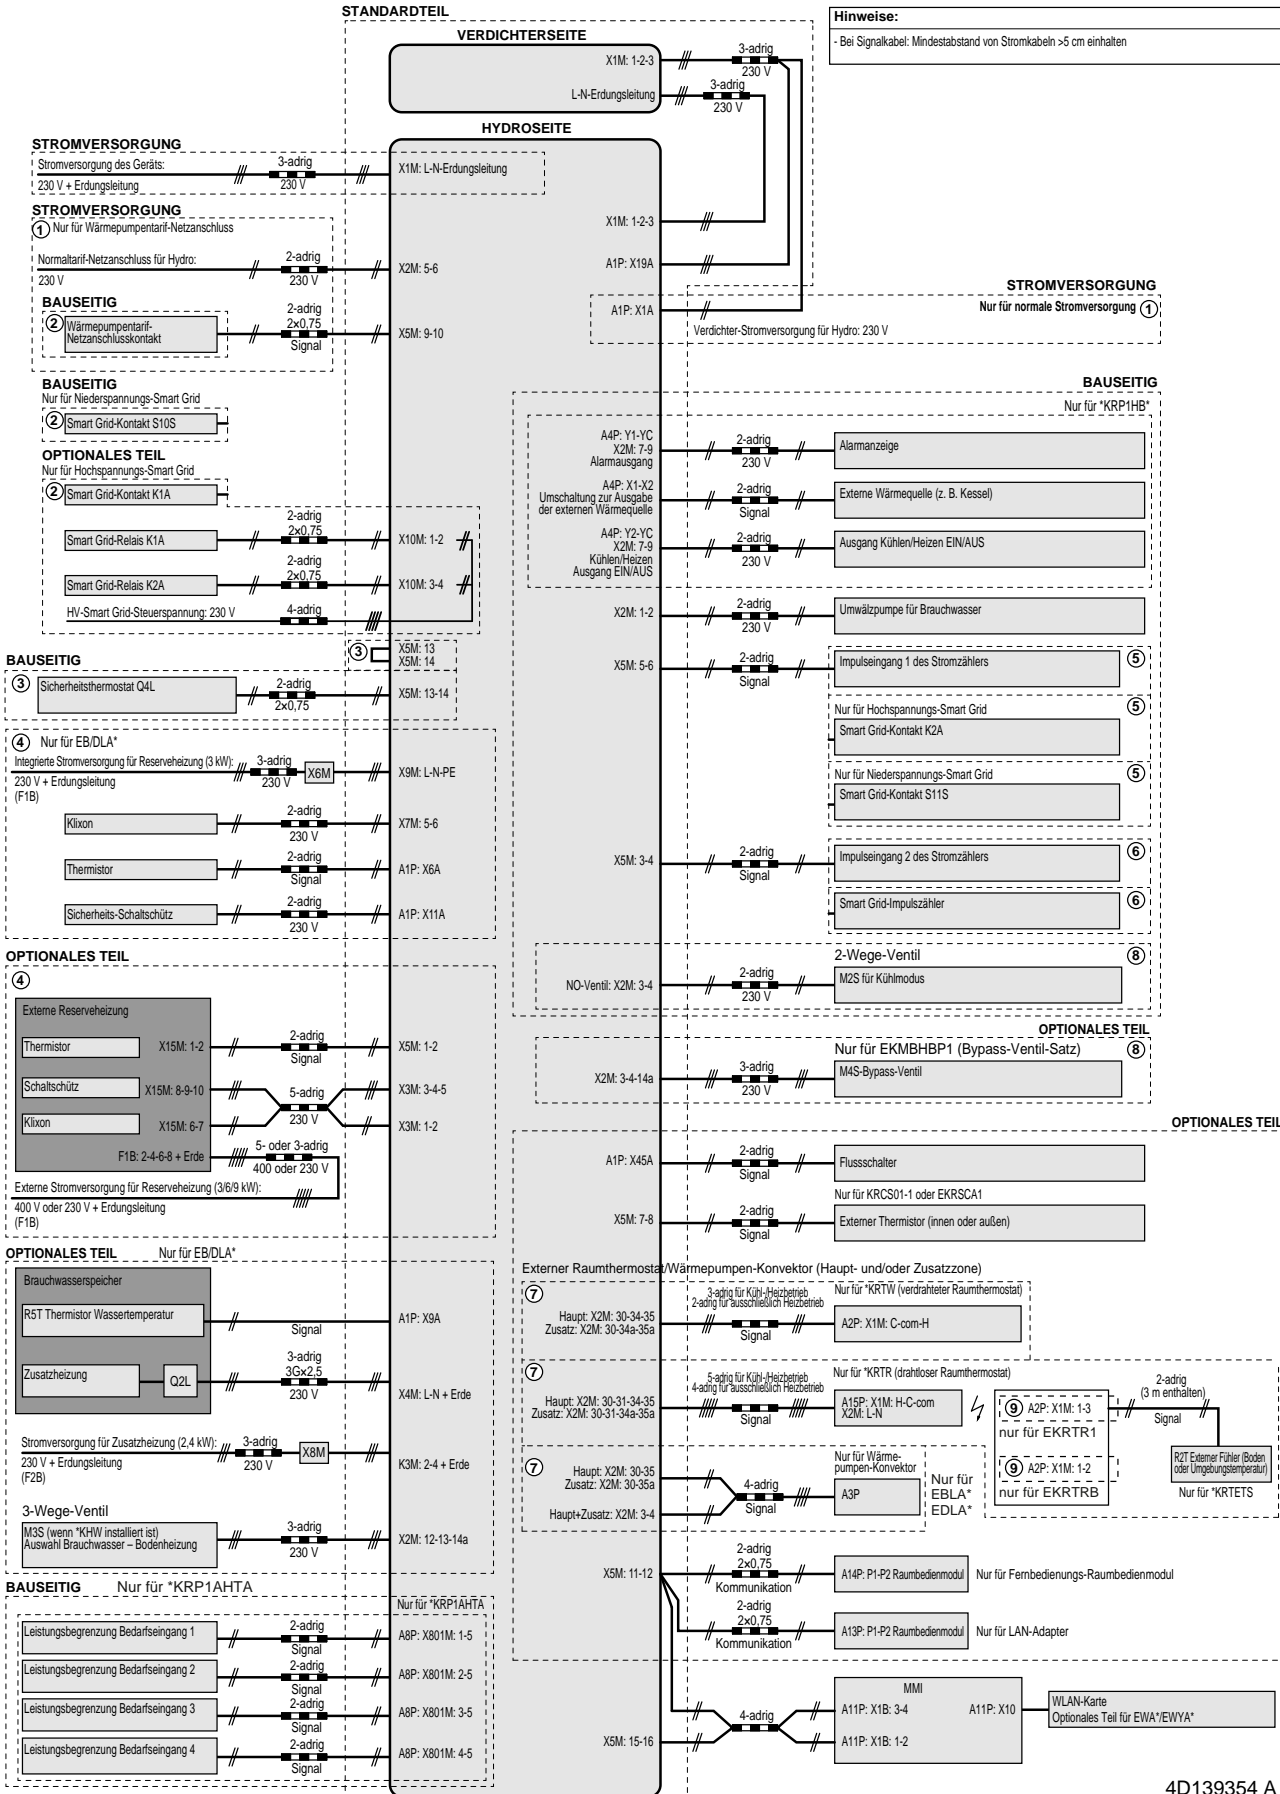 STANDARDTEIL
Hinweise:
- Bei Signalkabel: Mindestabstand von Stromkabeln >5 cm einhalten
VERDICHTERSEITE
X1M: 1-2-3
3-adrig
230 V
L-N-Erdungsleitung
3-adrig
230 V
HYDROSEITE
STROMVERSORGUNG
Stromversorgung des Geräts:
230 V + Erdungsleitung
3-adrig
230 V
X1M: L-N-Erdungsleitung
STROMVERSORGUNG
1 Nur für Wärmepumpentarif-Netzanschluss
Normaltarif-Netzanschluss für Hydro:
230 V
2-adrig
230 V
X2M: 5-6
BAUSEITIG
2 Wärmepumpentarif-
Netzanschlusskontakt
2-adrig
2×0,75
Signal
X5M: 9-10
X1M: 1-2-3
A1P: X19A
A1P: X1A
STROMVERSORGUNG
Nur für normale Stromversorgung 1
Verdichter-Stromversorgung für Hydro: 230 V
BAUSEITIG
Nur für Niederspannungs-Smart Grid
2 Smart Grid-Kontakt S10S
OPTIONALES TEIL
Nur für Hochspannungs-Smart Grid
2 Smart Grid-Kontakt K1A
Smart Grid-Relais K1A
2-adrig
2×0,75
X10M: 1-2
Smart Grid-Relais K2A
2-adrig
2×0,75
X10M: 3-4
HV-Smart Grid-Steuerspannung: 230 V
4-adrig
3
X5M: 13
X5M: 14
BAUSEITIG
3 Sicherheitsthermostat Q4L
2-adrig
2×0,75
X5M: 13-14
4 Nur für EB/DLA*
Integrierte Stromversorgung für Reserveheizung (3 kW):
230 V + Erdungsleitung
(F1B)
3-adrig
230 V
X6M
X9M: L-N-PE
Klixon
2-adrig
230 V
X7M: 5-6
Thermistor
2-adrig
Signal
A1P: X6A
Sicherheits-Schaltschütz
2-adrig
230 V
A1P: X11A
OPTIONALES TEIL
4
Externe Reserveheizung
Thermistor
X15M: 1-2
2-adrig
Signal
X5M: 1-2
Schaltschütz
X15M: 8-9-10
5-adrig
230 V
X3M: 3-4-5
Klixon
X15M: 6-7
X3M: 1-2
F1B: 2-4-6-8 + Erde
5- oder 3-adrig
400 oder 230 V
Externe Stromversorgung für Reserveheizung (3/6/9 kW):
400 V oder 230 V + Erdungsleitung
(F1B)
OPTIONALES TEIL
Nur für EB/DLA*
Brauchwasserspeicher
R5T Thermistor Wassertemperatur
Signal
A1P: X9A
Zusatzheizung
Q2L
3-adrig
3G×2,5
230 V
X4M: L-N + Erde
Stromversorgung für Zusatzheizung (2,4 kW):
230 V + Erdungsleitung
(F2B)
3-adrig
230 V
X8M
K3M: 2-4 + Erde
3-Wege-Ventil
M3S (wenn *KHW installiert ist)
Auswahl Brauchwasser – Bodenheizung
3-adrig
230 V
X2M: 12-13-14a
BAUSEITIG
Nur für *KRP1AHTA
Nur für *KRP1AHTA
Leistungsbegrenzung Bedarfseingang 1
2-adrig
Signal
A8P: X801M: 1-5
Leistungsbegrenzung Bedarfseingang 2
2-adrig
Signal
A8P: X801M: 2-5
Leistungsbegrenzung Bedarfseingang 3
2-adrig
Signal
A8P: X801M: 3-5
Leistungsbegrenzung Bedarfseingang 4
2-adrig
Signal
A8P: X801M: 4-5
BAUSEITIG
Nur für *KRP1HB*
A4P: Y1-YC
X2M: 7-9
Alarmausgang
2-adrig
230 V
Alarmanzeige
A4P: X1-X2
Umschaltung zur Ausgabe
der externen Wärmequelle
2-adrig
Signal
Externe Wärmequelle (z. B. Kessel)
A4P: Y2-YC
X2M: 7-9
Kühlen/Heizen
Ausgang EIN/AUS
2-adrig
230 V
Ausgang Kühlen/Heizen EIN/AUS
X2M: 1-2
2-adrig
230 V
Umwälzpumpe für Brauchwasser
X5M: 5-6
2-adrig
Signal
Impulseingang 1 des Stromzählers
5
Nur für Hochspannungs-Smart Grid
5
Smart Grid-Kontakt K2A
Nur für Niederspannungs-Smart Grid
5
Smart Grid-Kontakt S11S
X5M: 3-4
2-adrig
Signal
Impulseingang 2 des Stromzählers
6
Smart Grid-Impulszähler
6
2-Wege-Ventil
8
NO-Ventil: X2M: 3-4
2-adrig
230 V
M2S für Kühlmodus
OPTIONALES TEIL
Nur für EKMBHBP1 (Bypass-Ventil-Satz)
8
X2M: 3-4-14a
3-adrig
230 V
M4S-Bypass-Ventil
OPTIONALES TEIL
A1P: X45A
2-adrig
Signal
Flussschalter
Nur für KRCS01-1 oder EKRSCA1
X5M: 7-8
2-adrig
Signal
Externer Thermistor (innen oder außen)
Externer Raumthermostat/Wärmepumpen-Konvektor (Haupt- und/oder Zusatzzone)
7
Haupt: X2M: 30-34-35
Zusatz: X2M: 30-34a-35a
3-adrig für Kühl-/Heizbetrieb
2-adrig für ausschließlich Heizbetrieb
Signal
Nur für *KRTW (verdrahteter Raumthermostat)
A2P: X1M: C-com-H
7
Haupt: X2M: 30-31-34-35
Zusatz: X2M: 30-31-34a-35a
5-adrig für Kühl-/Heizbetrieb
4-adrig für ausschließlich Heizbetrieb
Signal
Nur für *KRTR (drahtloser Raumthermostat)
A15P: X1M: H-C-com
X2M: L-N
9 A2P: X1M: 1-3
nur für EKRTR1
9 A2P: X1M: 1-2
nur für EKRTRB
2-adrig
(3 m enthalten)
Signal
R2T Externer Fühler (Boden
oder Umgebungstemperatur)
Nur für *KRTETS
7
Haupt: X2M: 30-35
Zusatz: X2M: 30-35a
Haupt+Zusatz: X2M: 3-4
4-adrig
Signal
Nur für Wärme-
pumpen-Konvektor
A3P
Nur für
EBLA*
EDLA*
X5M: 11-12
2-adrig
2×0,75
Kommunikation
A14P: P1-P2 Raumbedienmodul
Nur für Fernbedienungs-Raumbedienmodul
2-adrig
2×0,75
Kommunikation
A13P: P1-P2 Raumbedienmodul
Nur für LAN-Adapter
X5M: 15-16
4-adrig
MMI
A11P: X1B: 3-4
A11P: X1B: 1-2
A11P: X10
WLAN-Karte
Optionales Teil für EWA*/EWYA*
4D139354 A